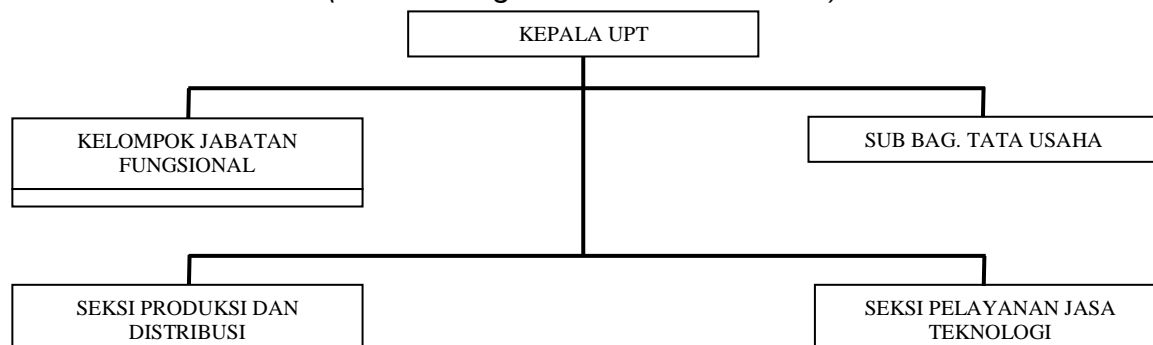 KEPALA UPT
KELOMPOK JABATAN
FUNGSIONAL
SUB BAG. TATA USAHA
SEKSI PRODUKSI DAN
DISTRIBUSI
SEKSI PELAYANAN JASA
TEKNOLOGI